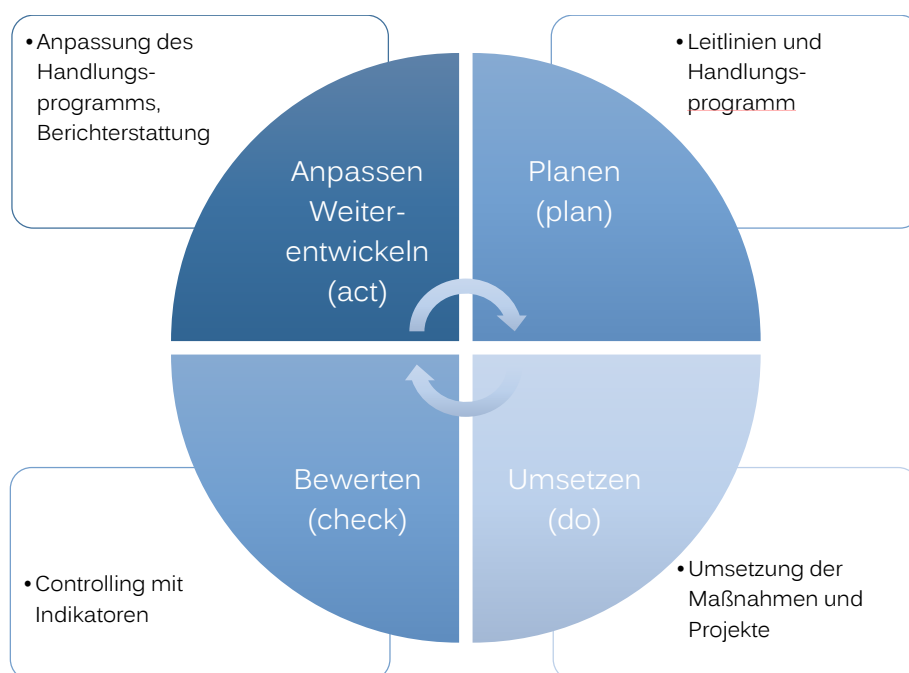 • Anpassung des
Handlungs-
programms,
Berichterstattung
• Leitlinien und
Handlungs-
programm
Anpassen
Weiter-
entwickeln
(act)
Planen
(plan)
Bewerten
(check)
Umsetzen
(do)
• Controlling mit
Indikatoren
• Umsetzung der
Maßnahmen und
Projekte